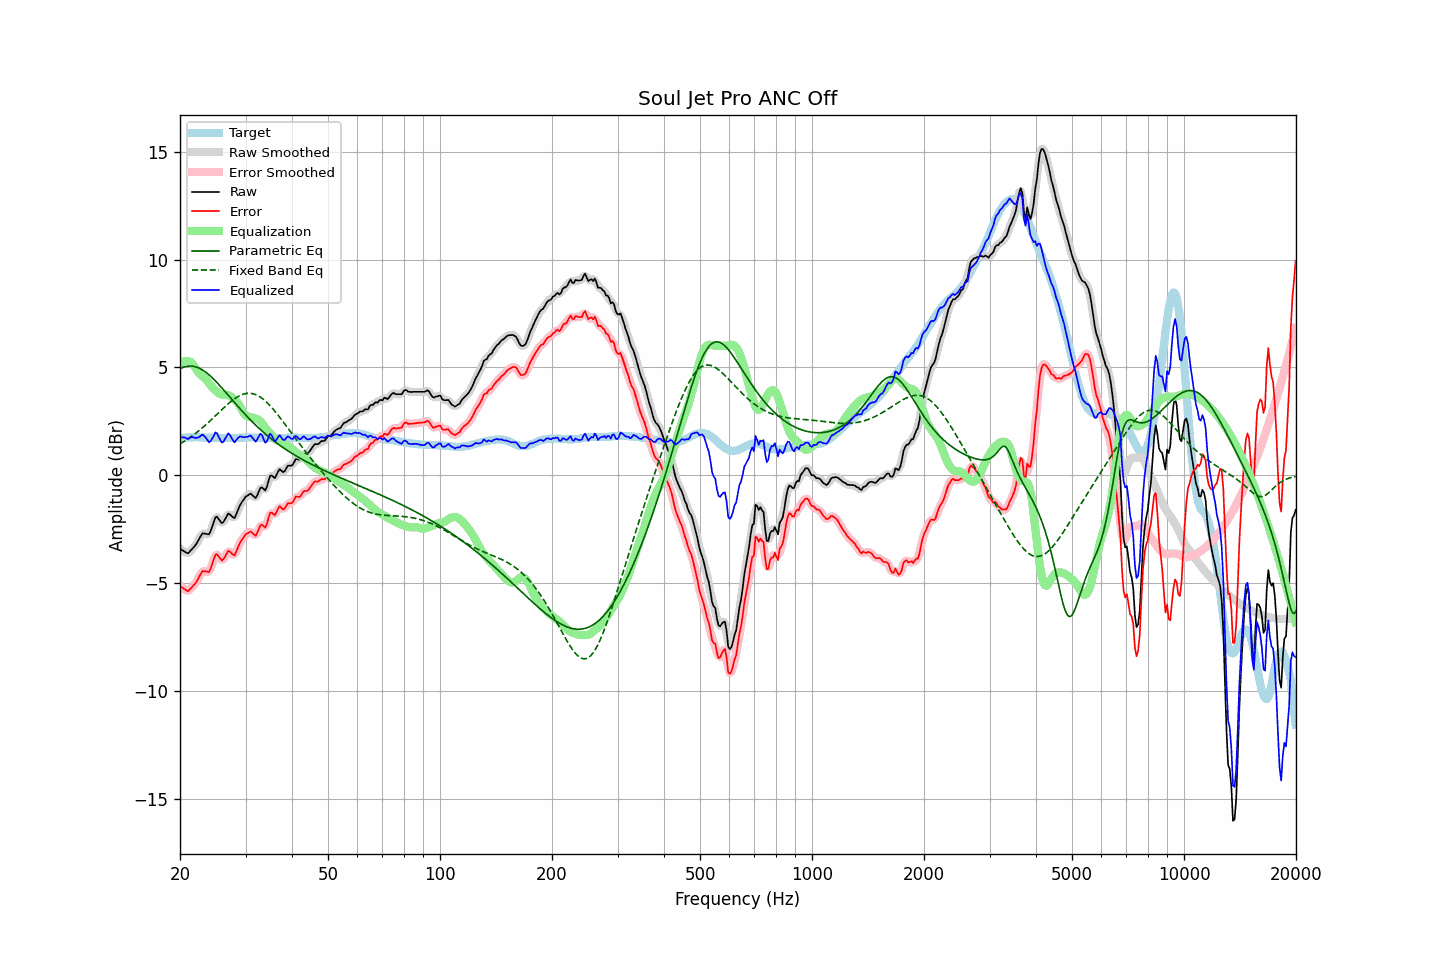 Soul Jet Pro ANC Off
Target
Raw Smoothed
Error Smoothed
Raw
Error
Equalization
Parametric Eq
Fixed Band Eq
Equalized
Amplitude (dBr)
15
10
5
0
−5
−10
−15
20 50 100 200 500 1000 2000 5000 10000 20000
Frequency (Hz)